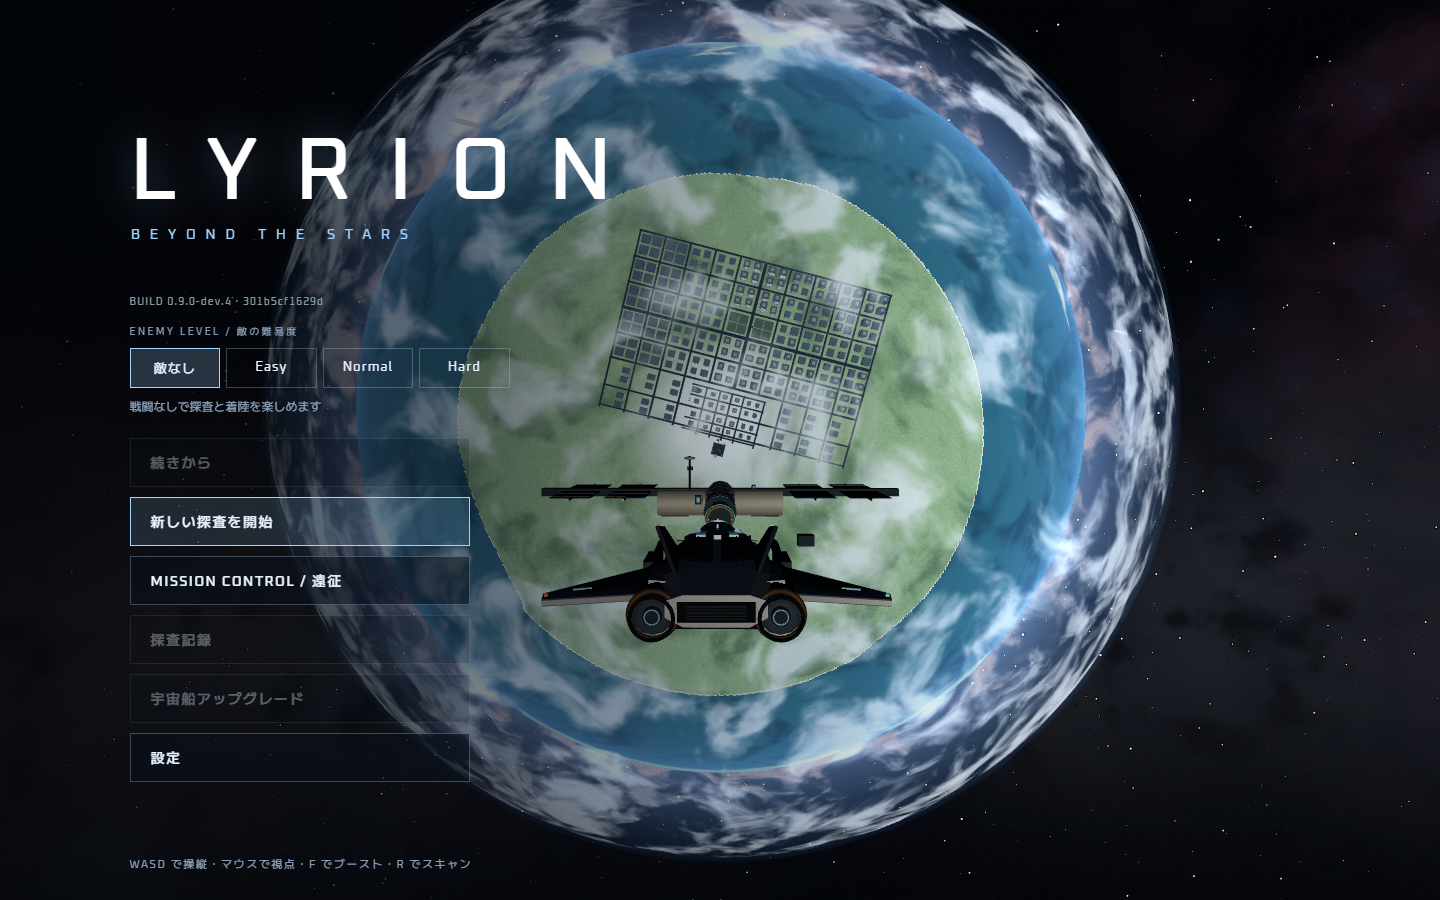 LYRION
BEYOND THE STARS
BUILD 0.9.0-dev.4 · 301b5cf1629d
ENEMY LEVEL / 敵の難易度
敵なし Easy Normal Hard
戦闘なしで探査と着陸を楽しめます
続きから
新しい探査を開始
MISSION CONTROL / 遠征
探査記録
宇宙船アップグレード
設定
WASD で操縦・マウスで視点・F でブースト・R でスキャン